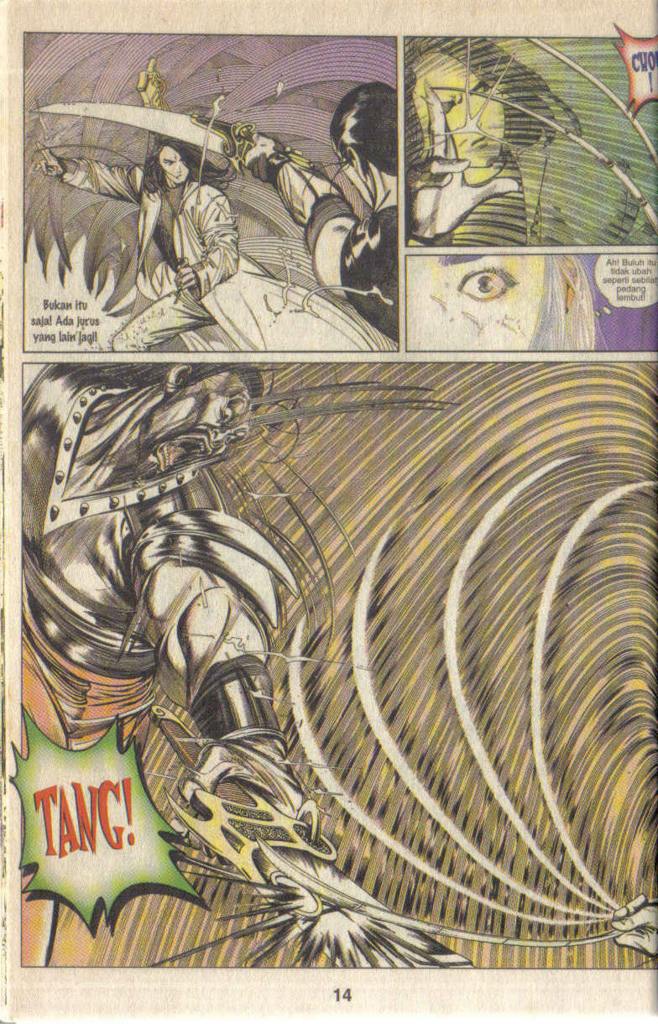 Bukan itu
saja! Ada jurus
yang lain lagi!
!
Ah! Buluh itu
tidak ubah
seperti sebilah
pedang
lembut!
TANG!
14